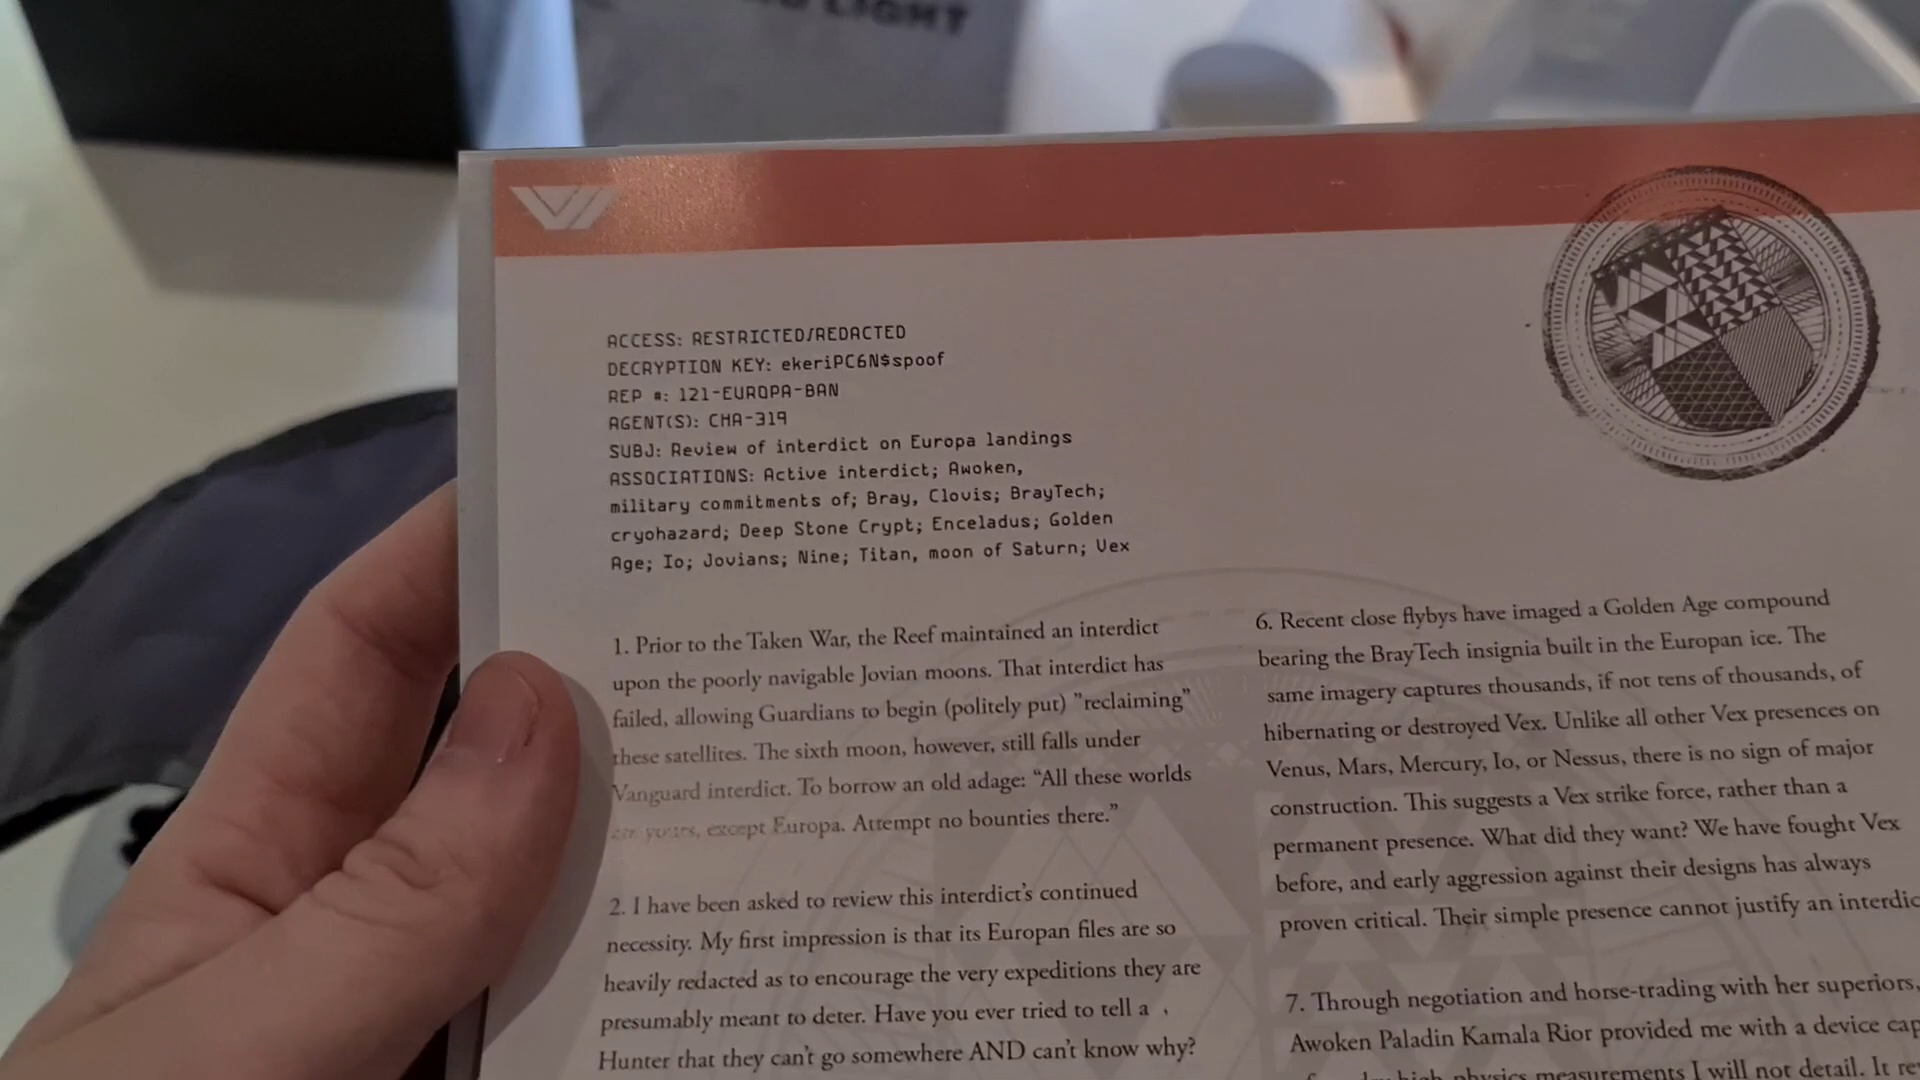 LIGHT
ACCESS: RESTRICTED/REDACTED
DECRYPTION KEY: ekeriPC6N$spoof
REP #: 121-EUROPA-BAN
AGENT(S): CHA-319
SUBJ: Review of interdict on Europa landings
ASSOCIATIONS: Active interdict; Awoken,
military commitments of; Bray, Clovis; BrayTech;
cryohazard; Deep Stone Crypt; Enceladus; Golden
Age; Io; Jovians; Nine; Titan, moon of Saturn; Vex
1. Prior to the Taken War, the Reef maintained an interdict
upon the poorly navigable Jovian moons. That interdict has
failed, allowing Guardians to begin (politely put) "reclaiming"
these satellites. The sixth moon, however, still falls under
Vanguard interdict. To borrow an old adage: “All these worlds
are yours, except Europa. Attempt no bounties there.”
2. I have been asked to review this interdict's continued
necessity. My first impression is that its Europan files are so
heavily redacted as to encourage the very expeditions they are
presumably meant to deter. Have you ever tried to tell a
Hunter that they can't go somewhere AND can't know why?
6. Recent close flybys have imaged a Golden Age compound
bearing the BrayTech insignia built in the Europan ice. The
same imagery captures thousands, if not tens of thousands, of
hibernating or destroyed Vex. Unlike all other Vex presences on
Venus, Mars, Mercury, Io, or Nessus, there is no sign of major
construction. This suggests a Vex strike force, rather than a
permanent presence. What did they want? We have fought Vex
before, and early aggression against their designs has always
proven critical. Their simple presence cannot justify an interdic
7. Through negotiation and horse-trading with her superiors,
Awoken Paladin Kamala Rior provided me with a device cap
high physics measurements I will not detail. It re